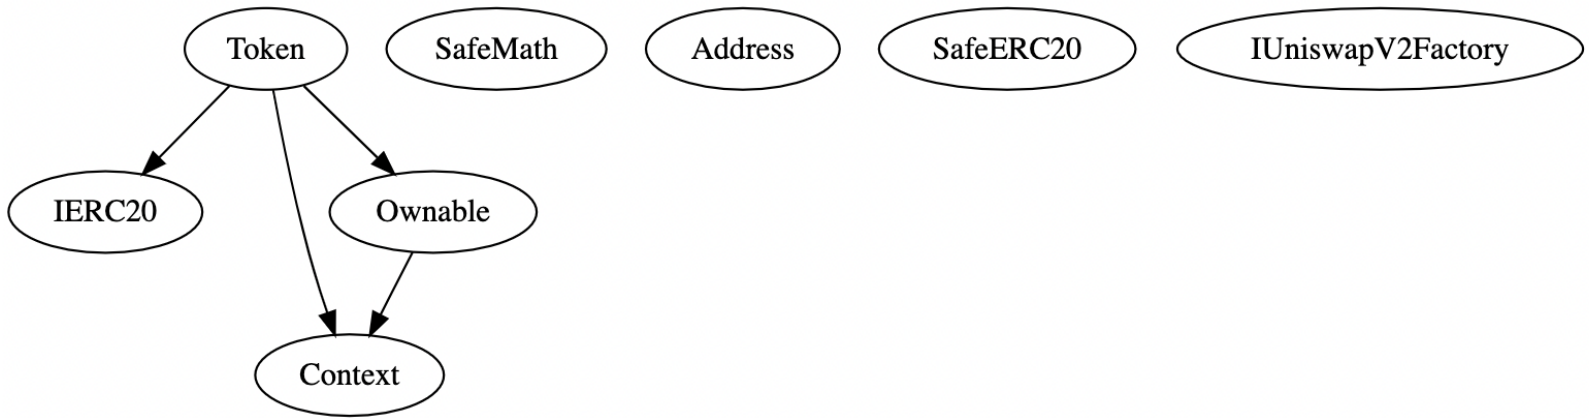 Token
SafeMath
Address
SafeERC20
IUniswapV2Factory
IERC20
Ownable
Context